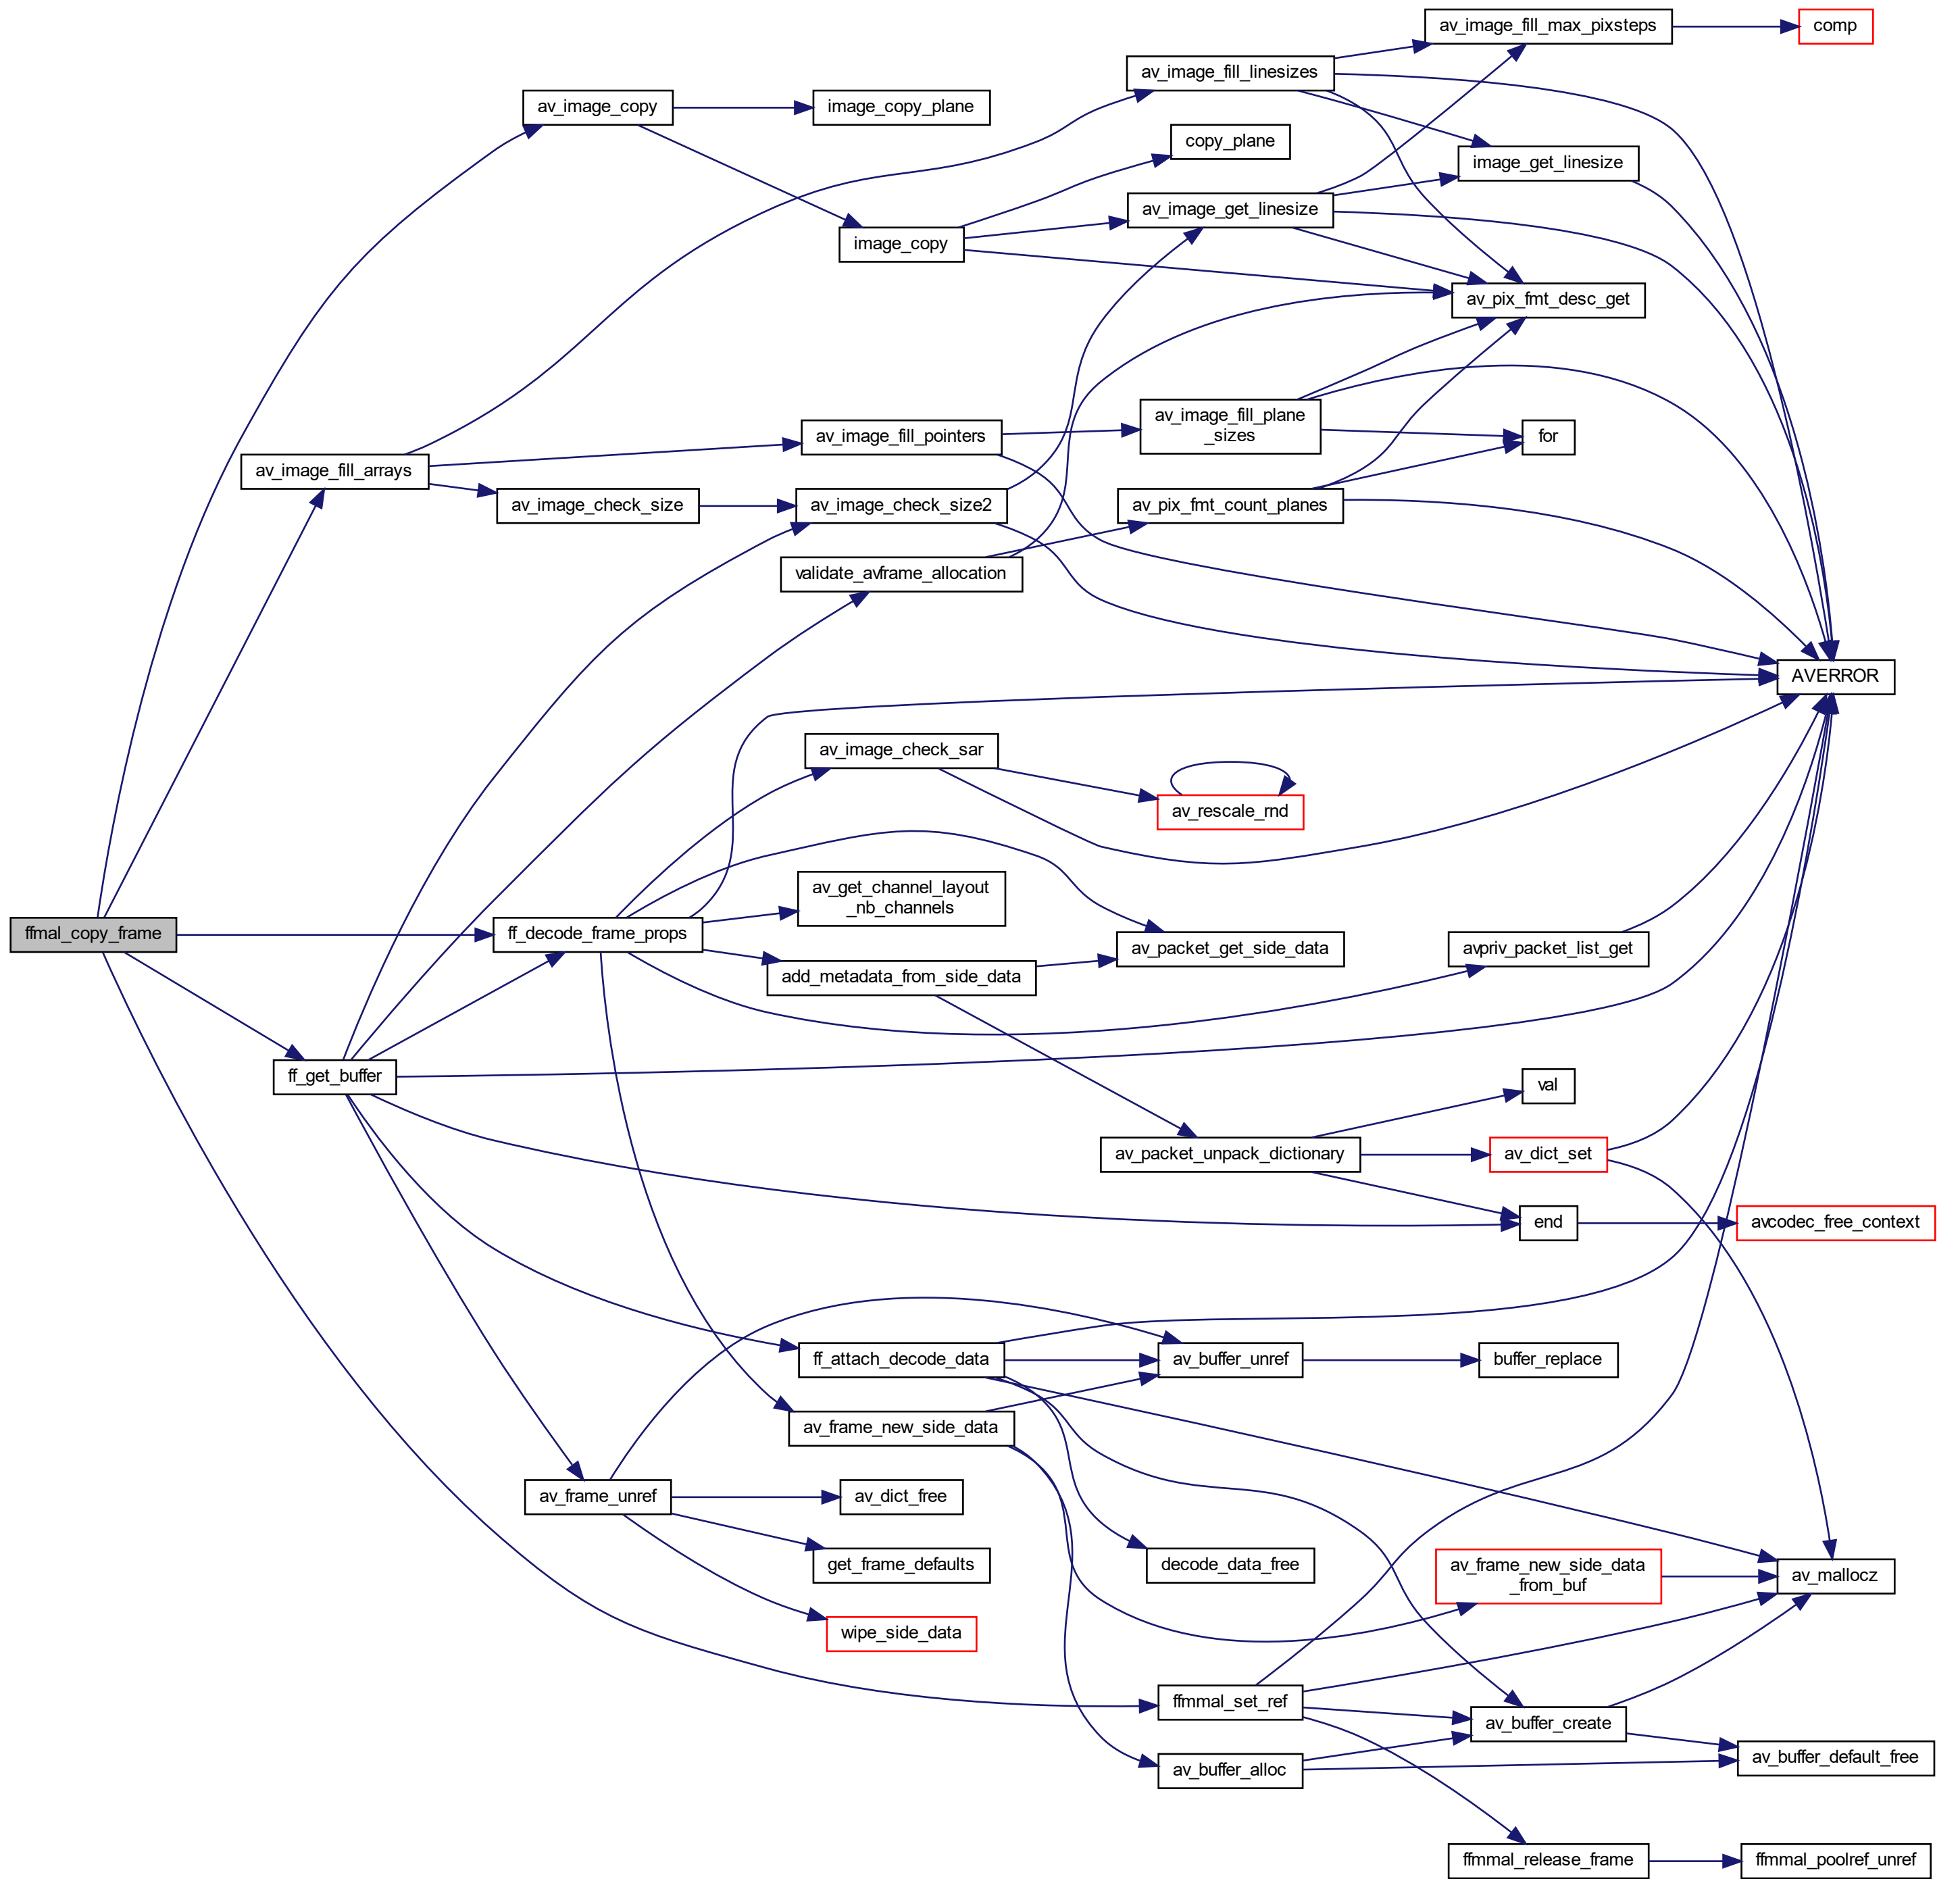 av_image_fill_max_pixsteps
comp
av_image_fill_linesizes
av_image_copy
image_copy_plane
copy_plane
image_get_linesize
av_image_get_linesize
image_copy
av_pix_fmt_desc_get
av_image_fill_plane
_sizes
av_image_fill_pointers
for
av_image_fill_arrays
av_image_check_size
av_image_check_size2
av_pix_fmt_count_planes
validate_avframe_allocation
AVERROR
av_image_check_sar
av_rescale_rnd
av_get_channel_layout
_nb_channels
ffmal_copy_frame
ff_decode_frame_props
av_packet_get_side_data
avpriv_packet_list_get
add_metadata_from_side_data
ff_get_buffer
val
av_packet_unpack_dictionary
av_dict_set
end
avcodec_free_context
ff_attach_decode_data
av_buffer_unref
buffer_replace
av_frame_new_side_data
av_frame_unref
av_dict_free
get_frame_defaults
decode_data_free
av_frame_new_side_data
_from_buf
av_mallocz
wipe_side_data
ffmmal_set_ref
av_buffer_create
av_buffer_default_free
av_buffer_alloc
ffmmal_release_frame
ffmmal_poolref_unref